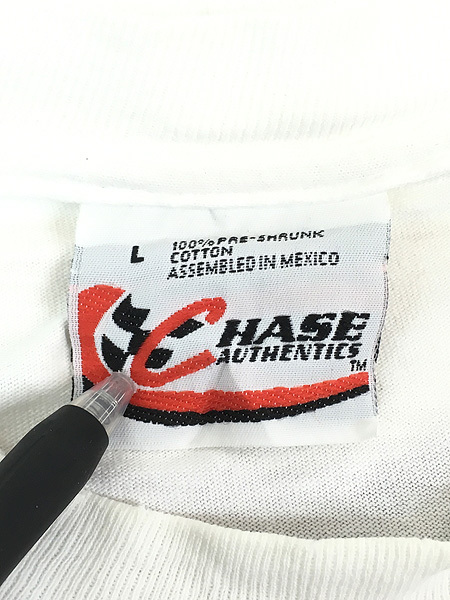 L 100% PRE-SHRUNK
COTTON
ASSEMBLED IN MEXICO
CHASE
AUTHENTICS
TM